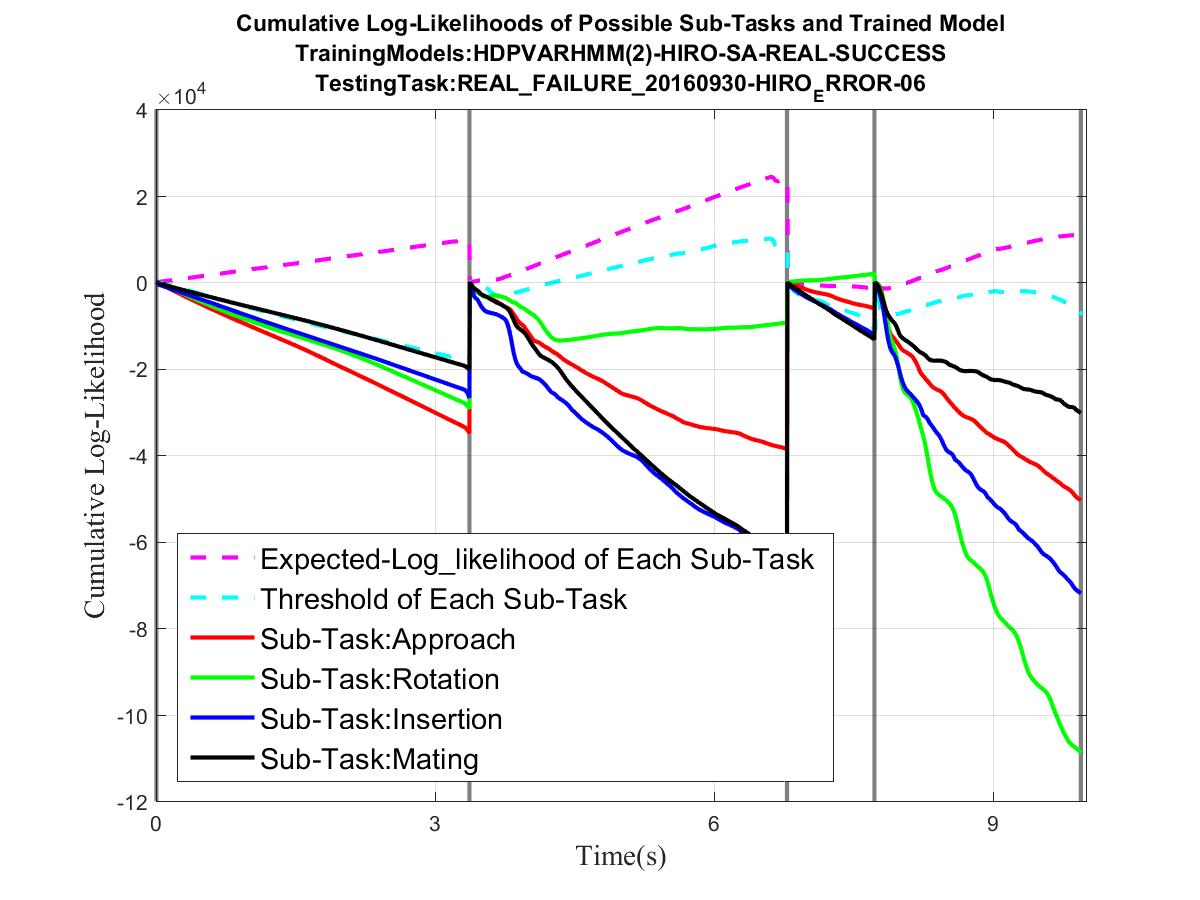 Cumulative Log-Likelihoods of Possible Sub-Tasks and Trained Model
TrainingModels:HDPVARHMM(2)-HIRO-SA-REAL-SUCCESS
TestingTask:REAL_FAILURE_20160930-HIRO_ERROR-06
×10^4
4
2
0
-2
-4
-6
-8
-10
-12
Cumulative Log-Likelihood
Expected-Log_likelihood of Each Sub-Task
Threshold of Each Sub-Task
Sub-Task:Approach
Sub-Task:Rotation
Sub-Task:Insertion
Sub-Task:Mating
0 3 6 9
Time(s)